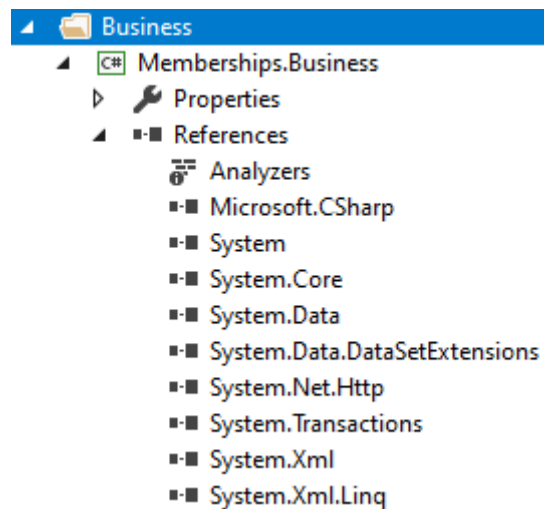 Business
C# Memberships.Business
Properties
References
Analyzers
Microsoft.CSharp
System
System.Core
System.Data
System.Data.DataSetExtensions
System.Net.Http
System.Transactions
System.Xml
System.Xml.Linq